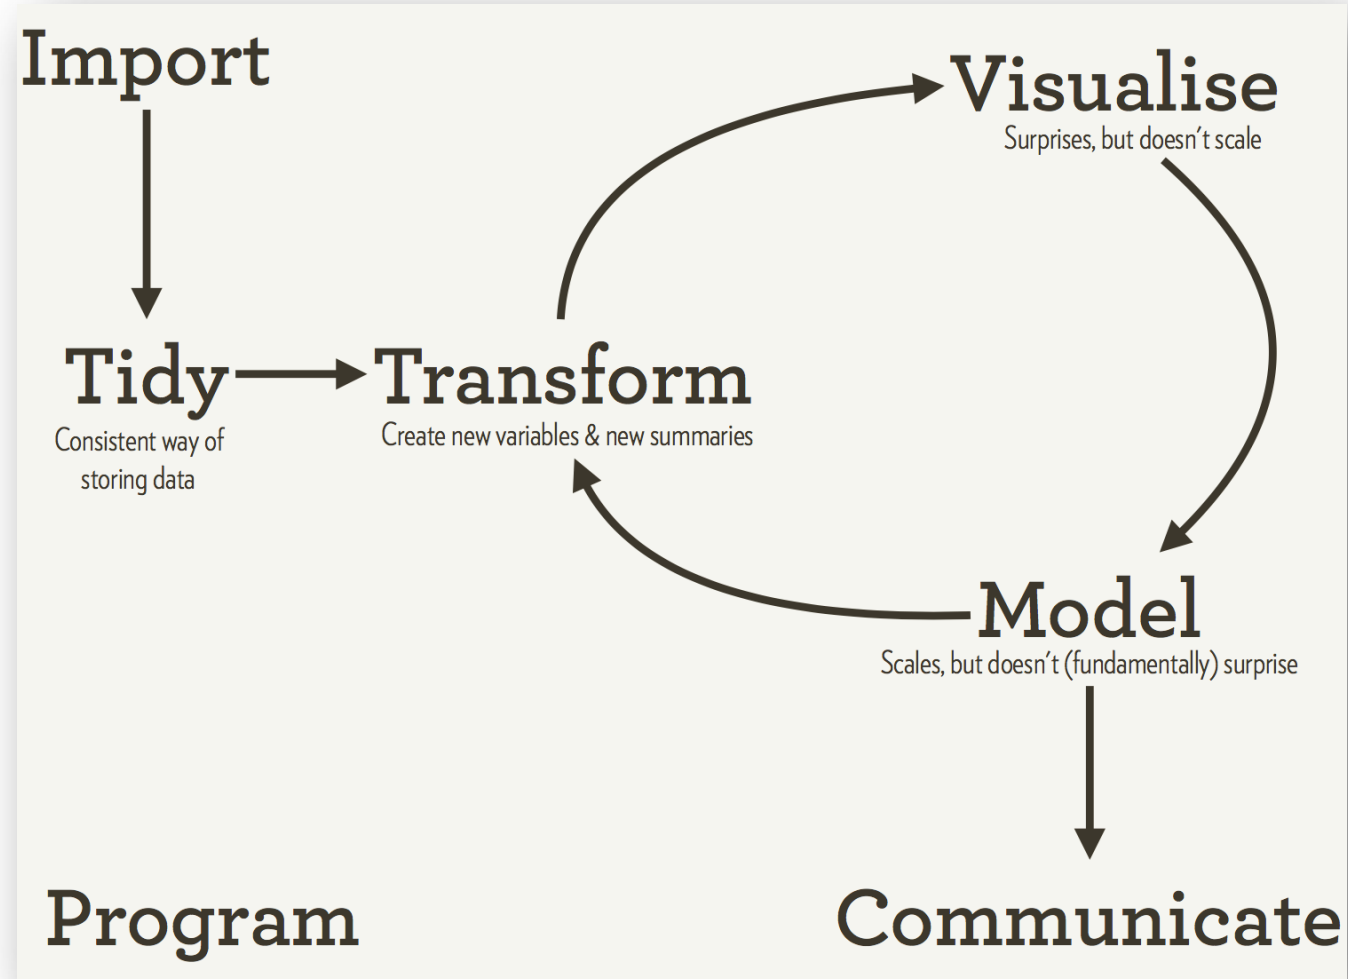 Import
Visualise
Surprises, but doesn't scale
Tidy
Consistent way of
storing data
Transform
Create new variables & new summaries
Model
Scales, but doesn't (fundamentally) surprise
Program
Communicate